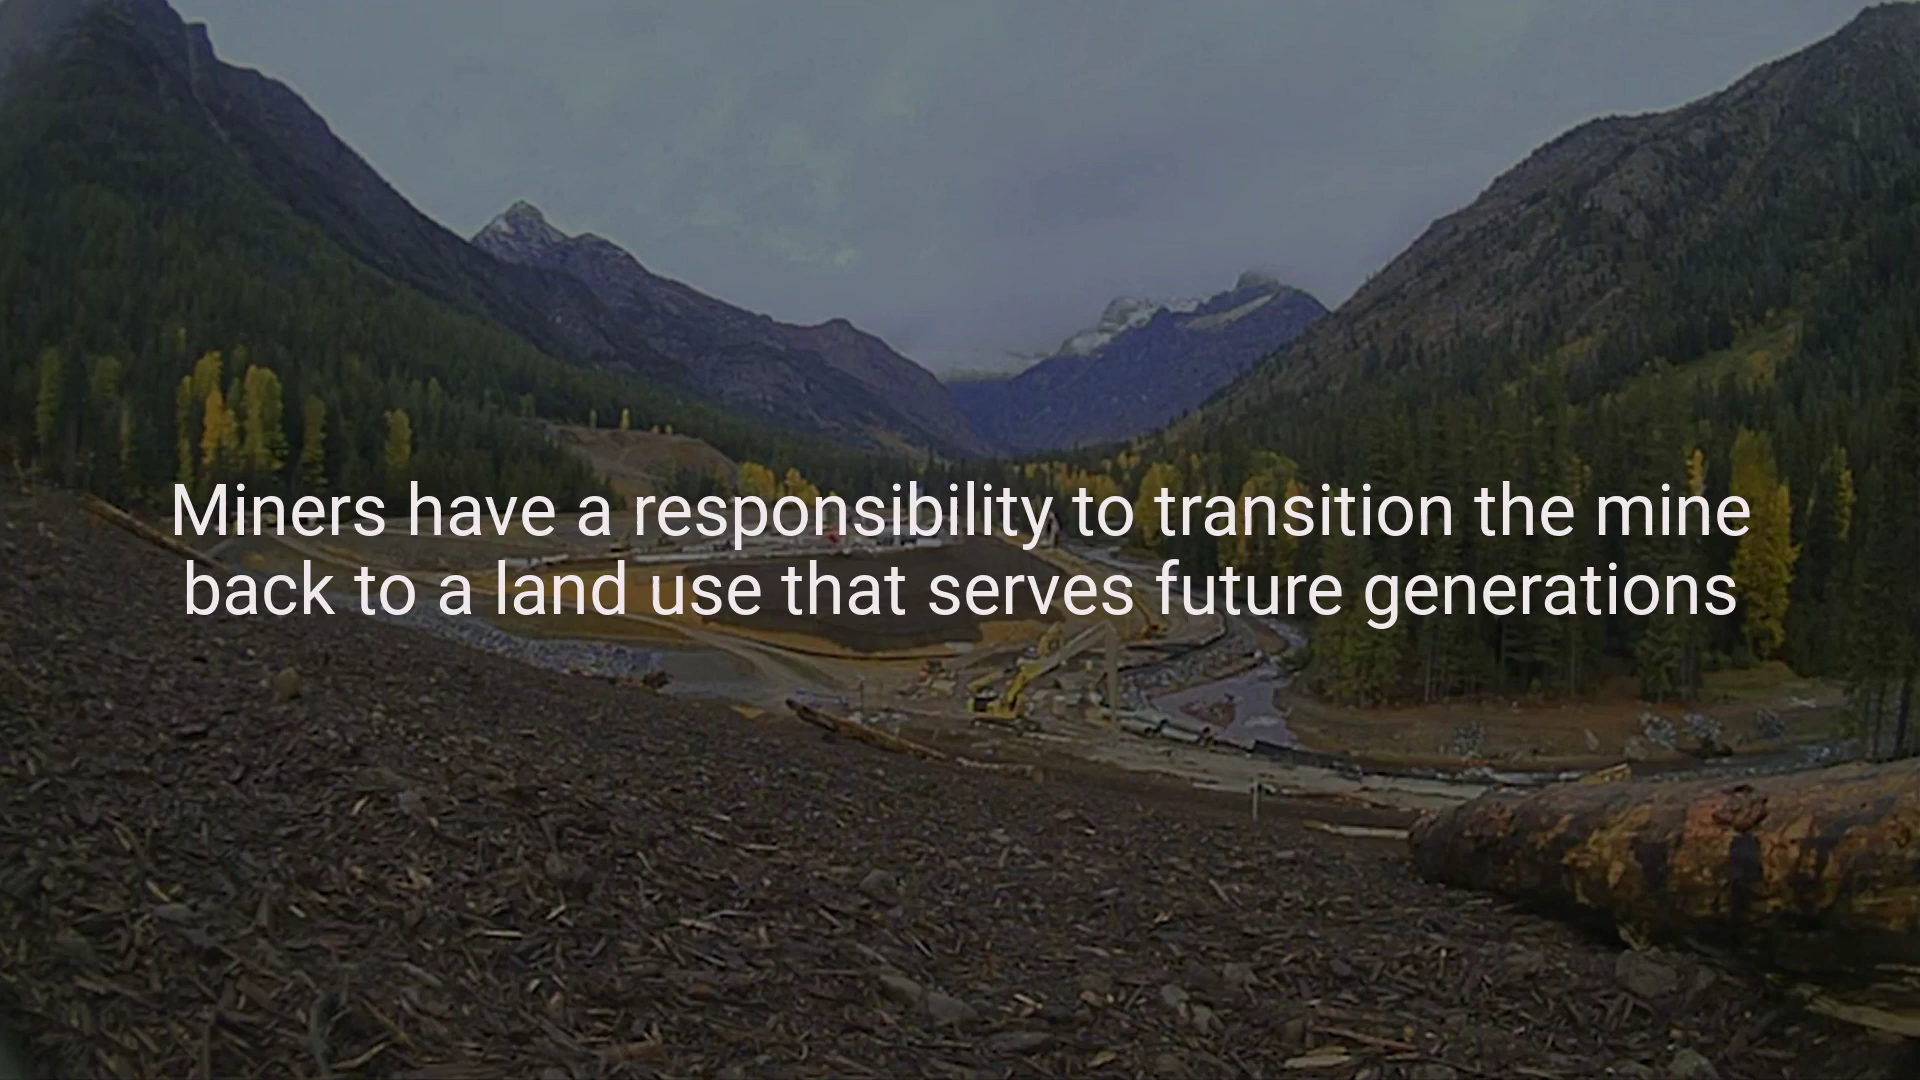 Miners have a responsibility to transition the mine
back to a land use that serves future generations